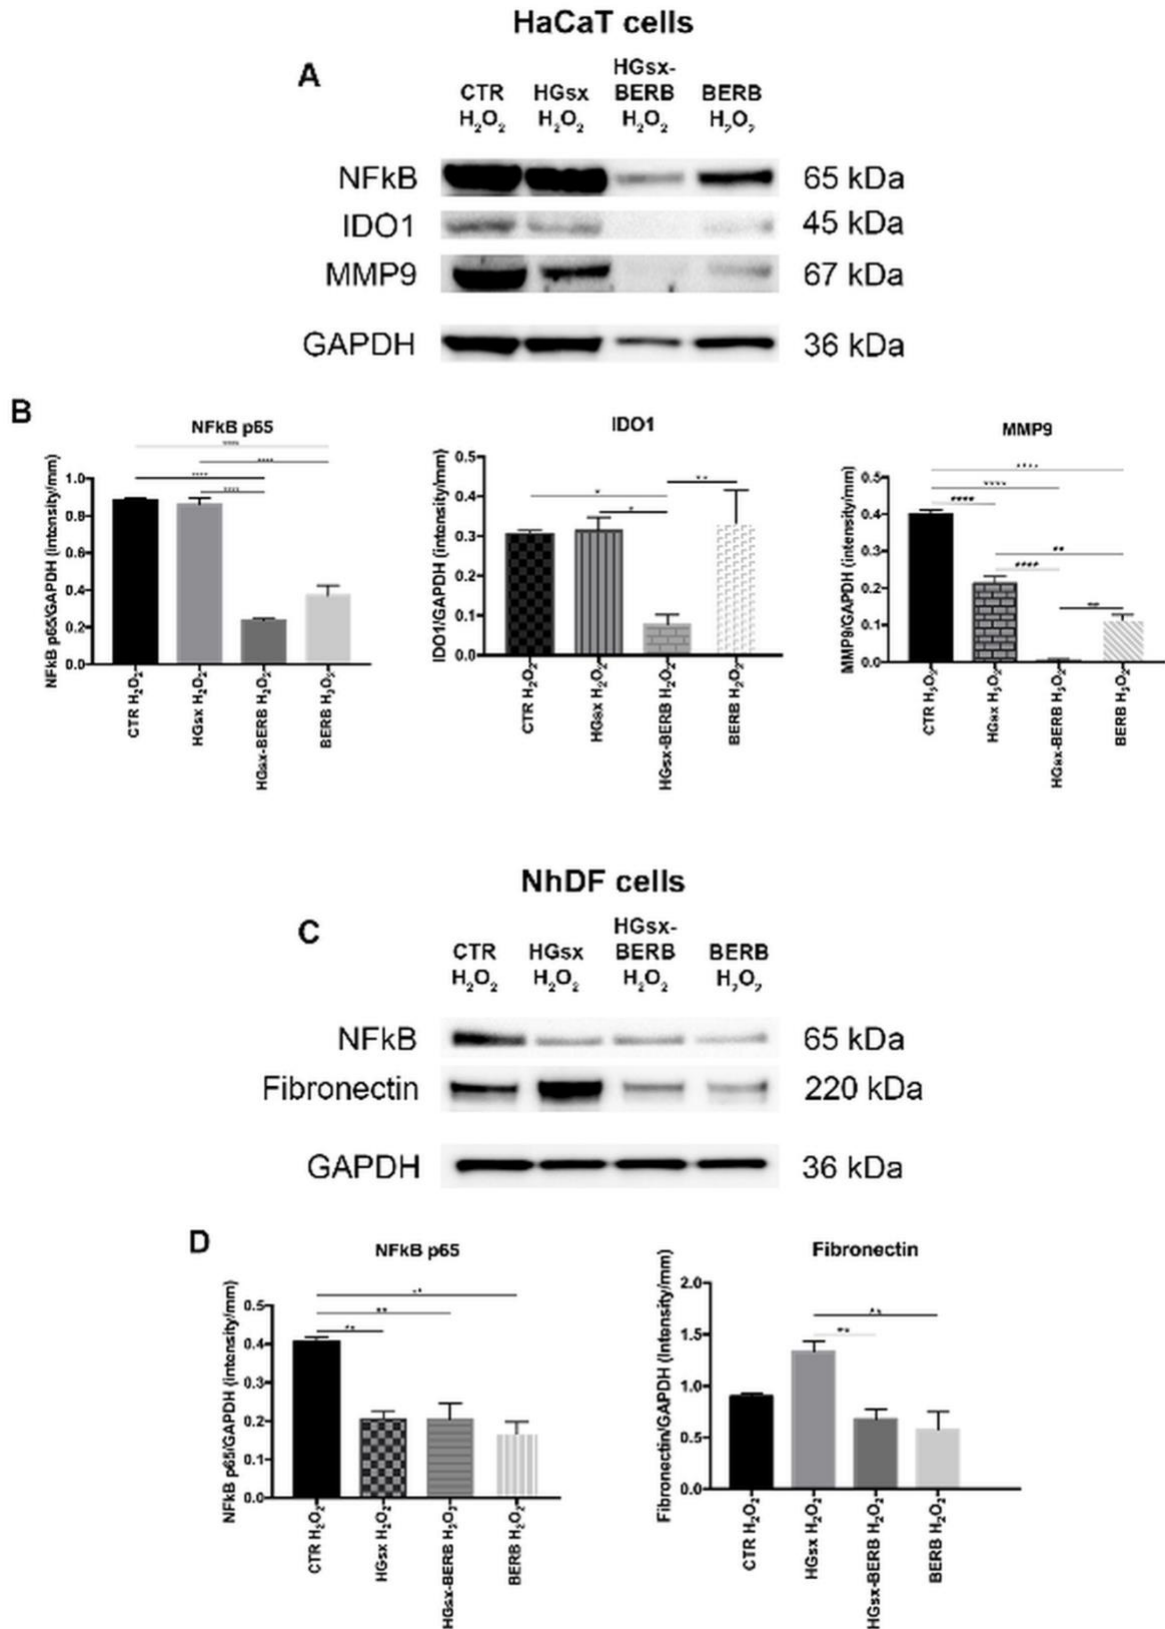 HaCaT cells
A
CTR H₂O₂
HGsx H₂O₂
HGsx-BERB H₂O₂
BERB H₂O₂
NFkB 65 kDa
IDO1 45 kDa
MMP9 67 kDa
GAPDH 36 kDa
B
NFkB p65
NFkB p65/GAPDH (intensity/mm)
1.0
0.8
0.6
0.4
0.2
0.0
****
****
****
****
CTR H₂O₂
HGsx H₂O₂
HGsx-BERB H₂O₂
BERB H₂O₂
IDO1
IDO1/GAPDH (intensity/mm)
0.5
0.4
0.3
0.2
0.1
0.0
**
*
*
CTR H₂O₂
HGsx H₂O₂
HGsx-BERB H₂O₂
BERB H₂O₂
MMP9
MMP9/GAPDH (intensity/mm)
0.5
0.4
0.3
0.2
0.1
0.0
****
****
****
**
****
**
CTR H₂O₂
HGsx H₂O₂
HGsx-BERB H₂O₂
BERB H₂O₂
NhDF cells
C
CTR H₂O₂
HGsx H₂O₂
HGsx-BERB H₂O₂
BERB H₂O₂
NFkB 65 kDa
Fibronectin 220 kDa
GAPDH 36 kDa
D
NFkB p65
NFkB p65/GAPDH (intensity/mm)
0.5
0.4
0.3
0.2
0.1
0.0
**
**
**
CTR H₂O₂
HGsx H₂O₂
HGsx-BERB H₂O₂
BERB H₂O₂
Fibronectin
Fibronectin/GAPDH (Intensity/mm)
2.0
1.5
1.0
0.5
0.0
**
**
CTR H₂O₂
HGsx H₂O₂
HGsx-BERB H₂O₂
BERB H₂O₂